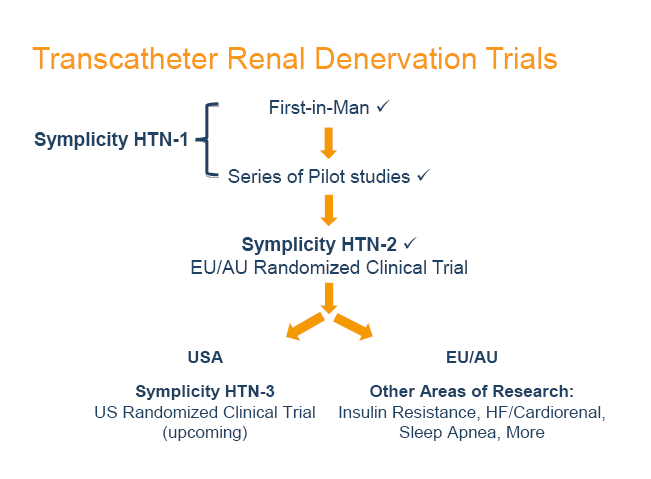 Transcatheter Renal Denervation Trials
First-in-Man ✓
Symplicity HTN-1
Series of Pilot studies ✓
Symplicity HTN-2 ✓
EU/AU Randomized Clinical Trial
USA
Symplicity HTN-3
US Randomized Clinical Trial
(upcoming)
EU/AU
Other Areas of Research:
Insulin Resistance, HF/Cardiorenal,
Sleep Apnea, More